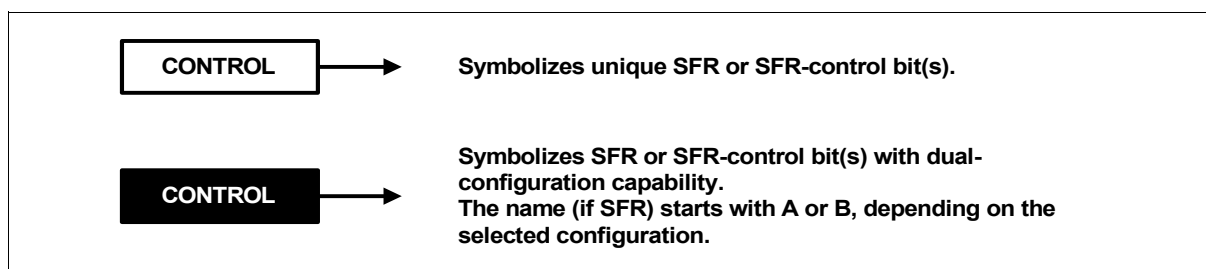 CONTROL
Symbolizes unique SFR or SFR-control bit(s).
CONTROL
Symbolizes SFR or SFR-control bit(s) with dual-
configuration capability.
The name (if SFR) starts with A or B, depending on the
selected configuration.